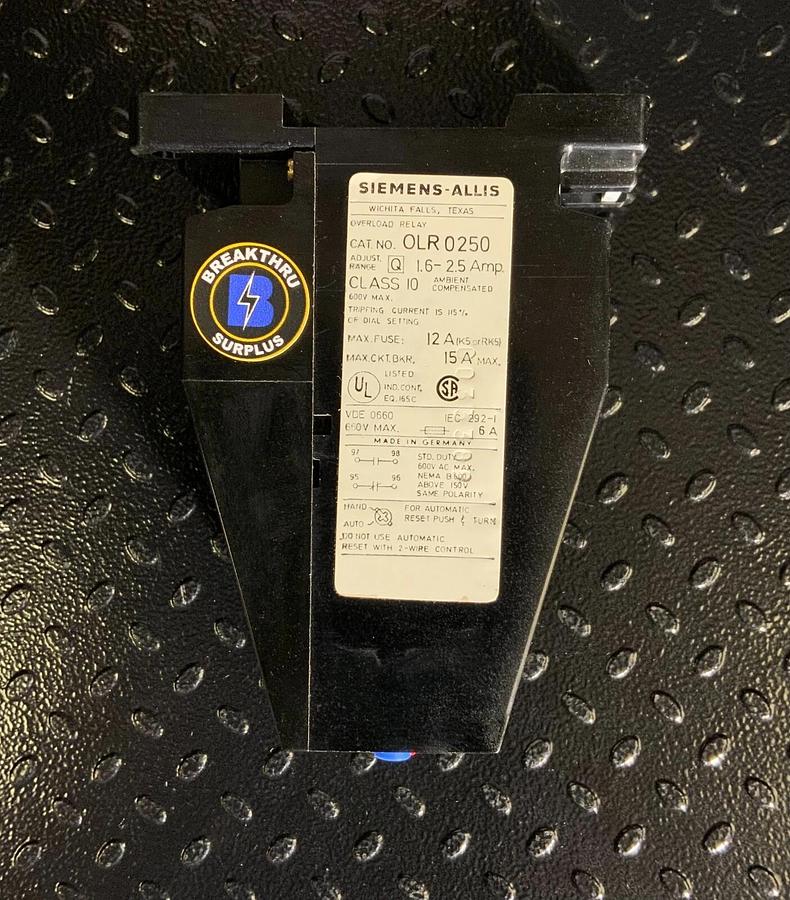 SIEMENS-ALLIS
WICHITA FALLS, TEXAS
OVERLOAD RELAY
CAT. NO. OLR 0250
ADJUST. RANGE Q 1.6-2.5 Amp.
CLASS 10 AMBIENT COMPENSATED
600V MAX.
TRIPPING CURRENT IS 115%
OF DIAL SETTING
MAX. FUSE: 12 A (K5 or RK5)
MAX. CKT. BKR. 15 A MAX.
UL LISTED IND. CONT. EQ. 165C SA
VDE 0660 IEC 292-1
660V MAX. 6 A
MADE IN GERMANY
97 98 STD. DUTY
600V AC MAX.
NEMA
95 96 ABOVE 150V
SAME POLARITY
HAND FOR AUTOMATIC
AUTO RESET PUSH & TURN
DO NOT USE AUTOMATIC
RESET WITH 2-WIRE CONTROL
BREAKTHRU
B
SURPLUS